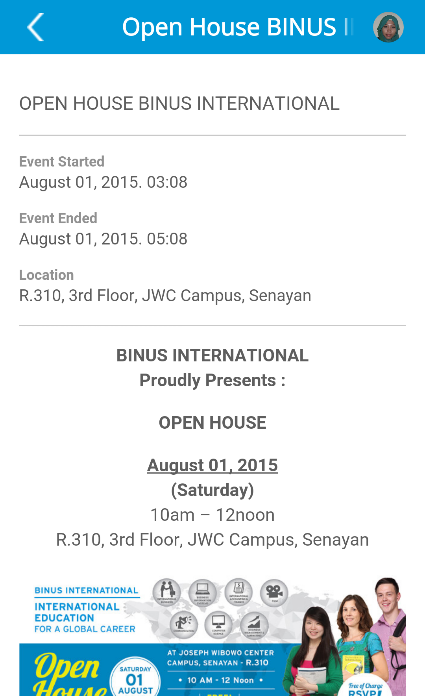 Open House BINUS
OPEN HOUSE BINUS INTERNATIONAL
Event Started
August 01, 2015. 03:08
Event Ended
August 01, 2015. 05:08
Location
R.310, 3rd Floor, JWC Campus, Senayan
BINUS INTERNATIONAL
Proudly Presents :
OPEN HOUSE
August 01, 2015
(Saturday)
10am – 12noon
R.310, 3rd Floor, JWC Campus, Senayan
BINUS INTERNATIONAL
INTERNATIONAL
EDUCATION
FOR A GLOBAL CAREER
Open
House
SATURDAY
01
AUGUST
AT JOSEPH WIBOWO CENTER
CAMPUS, SENAYAN - R.310
• 10 AM - 12 Noon •
Free of Charge
RSVP!